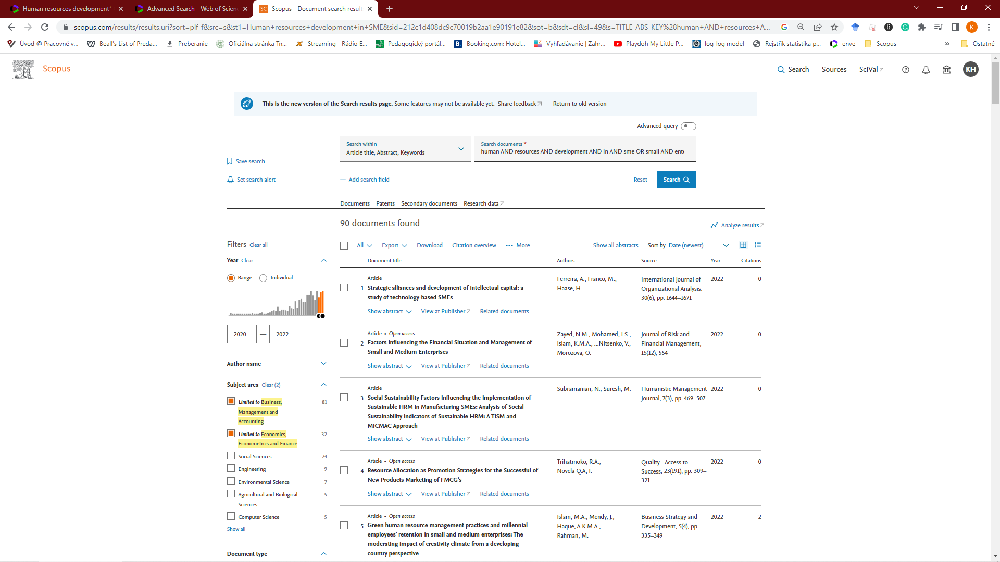 Human resources development*
Advanced Search - Web of Scienc
SC Scopus - Document search result
scopus.com/results/results.uri?sort=plf-f&src=s&st1=Human+resources+development+in+SME&sid=212c1d408dc9c70019b2aa1e90191e82&sot=b&sdt=cl&sl=49&s=TITLE-ABS-KEY%28human+AND+resources+A...
K
Úvod @ Pracovné v...
Beall's List of Preda...
Preberanie
Oficiálna stránka Tn...
Streaming - Rádio E...
Pedagogický portál...
Booking.com: Hotel...
Vyhľadávanie | Zahr...
Playdoh My Little P...
log-log model
Rejstřík statistika p...
enve
Scopus
»
Ostatné
Scopus
Search
Sources
SciVal
KH
This is the new version of the Search results page. Some features may not be available yet. Share feedback
Return to old version
Advanced query
Search within
Article title, Abstract, Keywords
Search documents *
human AND resources AND development AND in AND sme OR small AND ente
Save search
Set search alert
Add search field
Reset
Search
Documents Patents Secondary documents Research data
90 documents found
Analyze results
Filters Clear all
All Export Download Citation overview ••• More
Show all abstracts Sort by Date (newest)
Year Clear
Range Individual
2020 — 2022
Author name
Subject area Clear (2)
Limited to Business, 81
Management and
Accounting
Limited to Economics, 32
Econometrics and Finance
Social Sciences 24
Engineering 9
Environmental Science 7
Agricultural and Biological 5
Sciences
Computer Science 5
Show all
Document type
Document title Authors Source Year Citations
Article
1 Strategic alliances and development of intellectual capital: a
study of technology-based SMEs
Ferreira, A., Franco, M.,
Haase, H.
International Journal of
Organizational Analysis,
30(6), pp. 1644–1671
2022 0
Show abstract View at Publisher Related documents
Article • Open access
2 Factors Influencing the Financial Situation and Management of
Small and Medium Enterprises
Zayed, N.M., Mohamed, I.S.,
Islam, K.M.A., ...Nitsenko, V.,
Morozova, O.
Journal of Risk and
Financial Management,
15(12), 554
2022 0
Show abstract View at Publisher Related documents
Article
3 Social Sustainability Factors Influencing the Implementation of
Sustainable HRM in Manufacturing SMEs: Analysis of Social
Sustainability Indicators of Sustainable HRM: A TISM and
MICMAC Approach
Subramanian, N., Suresh, M.
Humanistic Management
Journal, 7(3), pp. 469–507
2022 0
Show abstract View at Publisher Related documents
Article • Open access
4 Resource Allocation as Promotion Strategies for the Successful of
New Products Marketing of FMCG's
Trihatmoko, R.A.,
Novela Q.A, I.
Quality - Access to
Success, 23(191), pp. 309–
321
2022 0
Show abstract View at Publisher Related documents
Article • Open access
5 Green human resource management practices and millennial
employees' retention in small and medium enterprises: The
moderating impact of creativity climate from a developing
country perspective
Islam, M.A., Mendy, J.,
Haque, A.K.M.A.,
Rahman, M.
Business Strategy and
Development, 5(4), pp.
335–349
2022 2